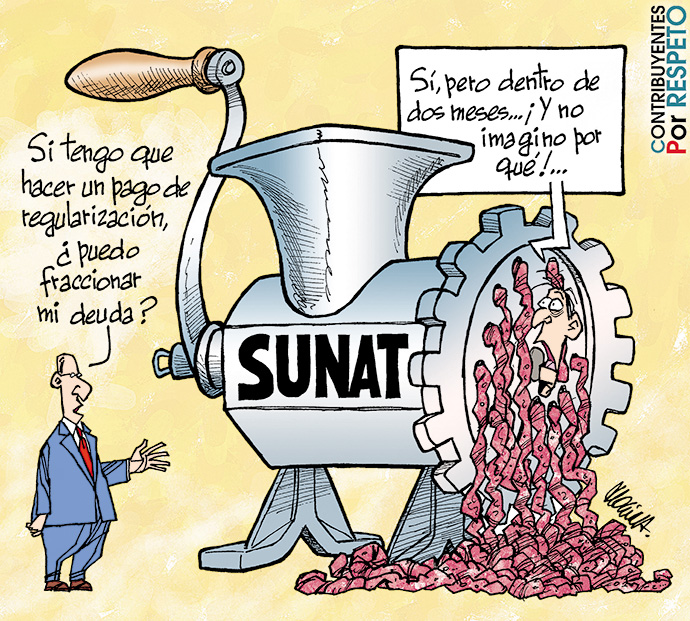 CONTRIBUYENTES
Por RESPETO
Sí, pero dentro de
dos meses...¡Y no
imagino por
qué!...
Si tengo que
hacer un pago de
regularización,
¿puedo
fraccionar
mi deuda?
SUNAT